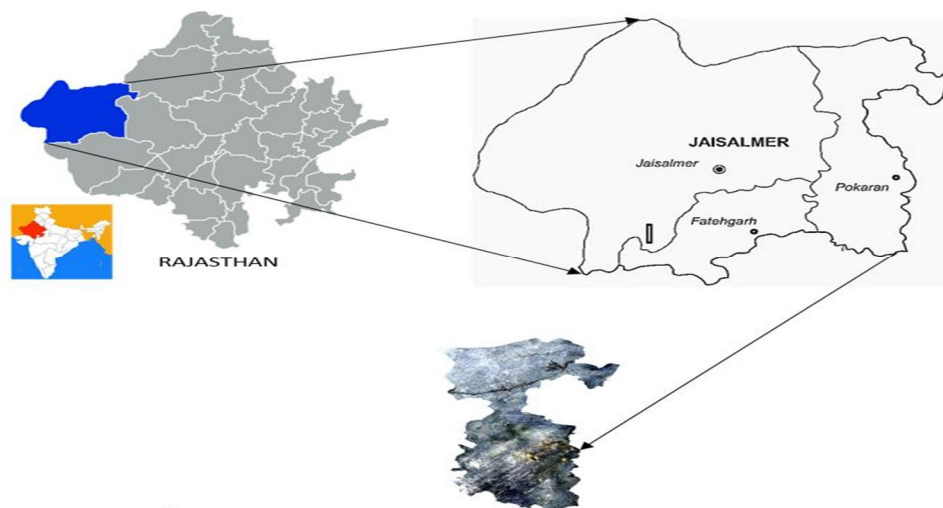 JAISALMER
Jaisalmer
Pokaran
Fatehgarh
RAJASTHAN